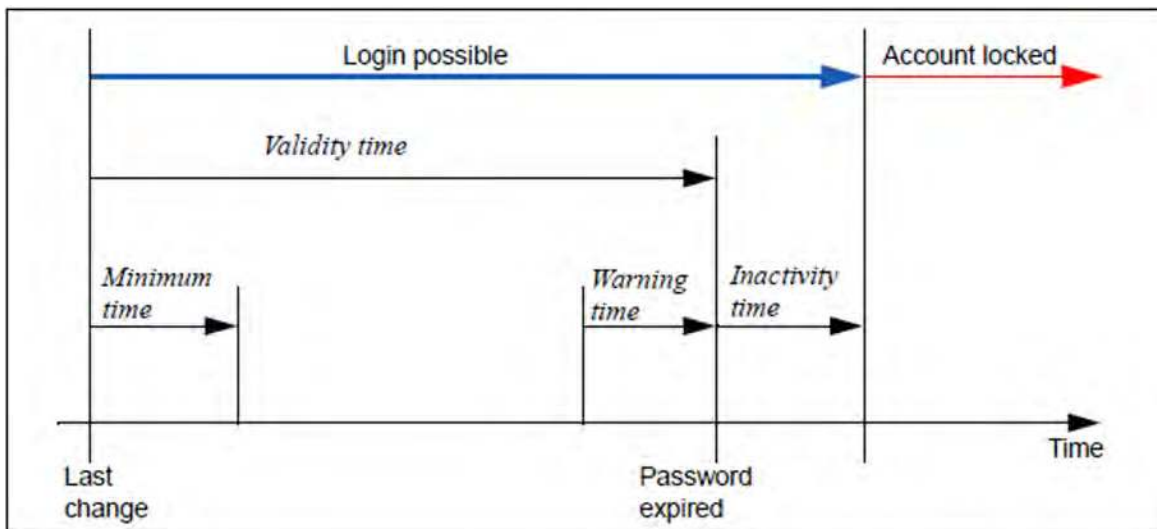 Login possible
Account locked
Validity time
Minimum
time
Warning
time
Inactivity
time
Time
Last
change
Password
expired